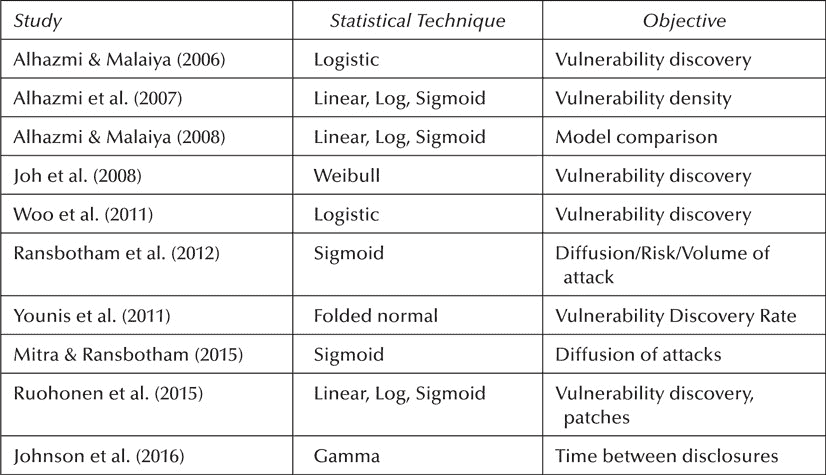 Study Statistical Technique Objective
Alhazmi & Malaiya (2006) Logistic Vulnerability discovery
Alhazmi et al. (2007) Linear, Log, Sigmoid Vulnerability density
Alhazmi & Malaiya (2008) Linear, Log, Sigmoid Model comparison
Joh et al. (2008) Weibull Vulnerability discovery
Woo et al. (2011) Logistic Vulnerability discovery
Ransbotham et al. (2012) Sigmoid Diffusion/Risk/Volume of
attack
Younis et al. (2011) Folded normal Vulnerability Discovery Rate
Mitra & Ransbotham (2015) Sigmoid Diffusion of attacks
Ruohonen et al. (2015) Linear, Log, Sigmoid Vulnerability discovery,
patches
Johnson et al. (2016) Gamma Time between disclosures